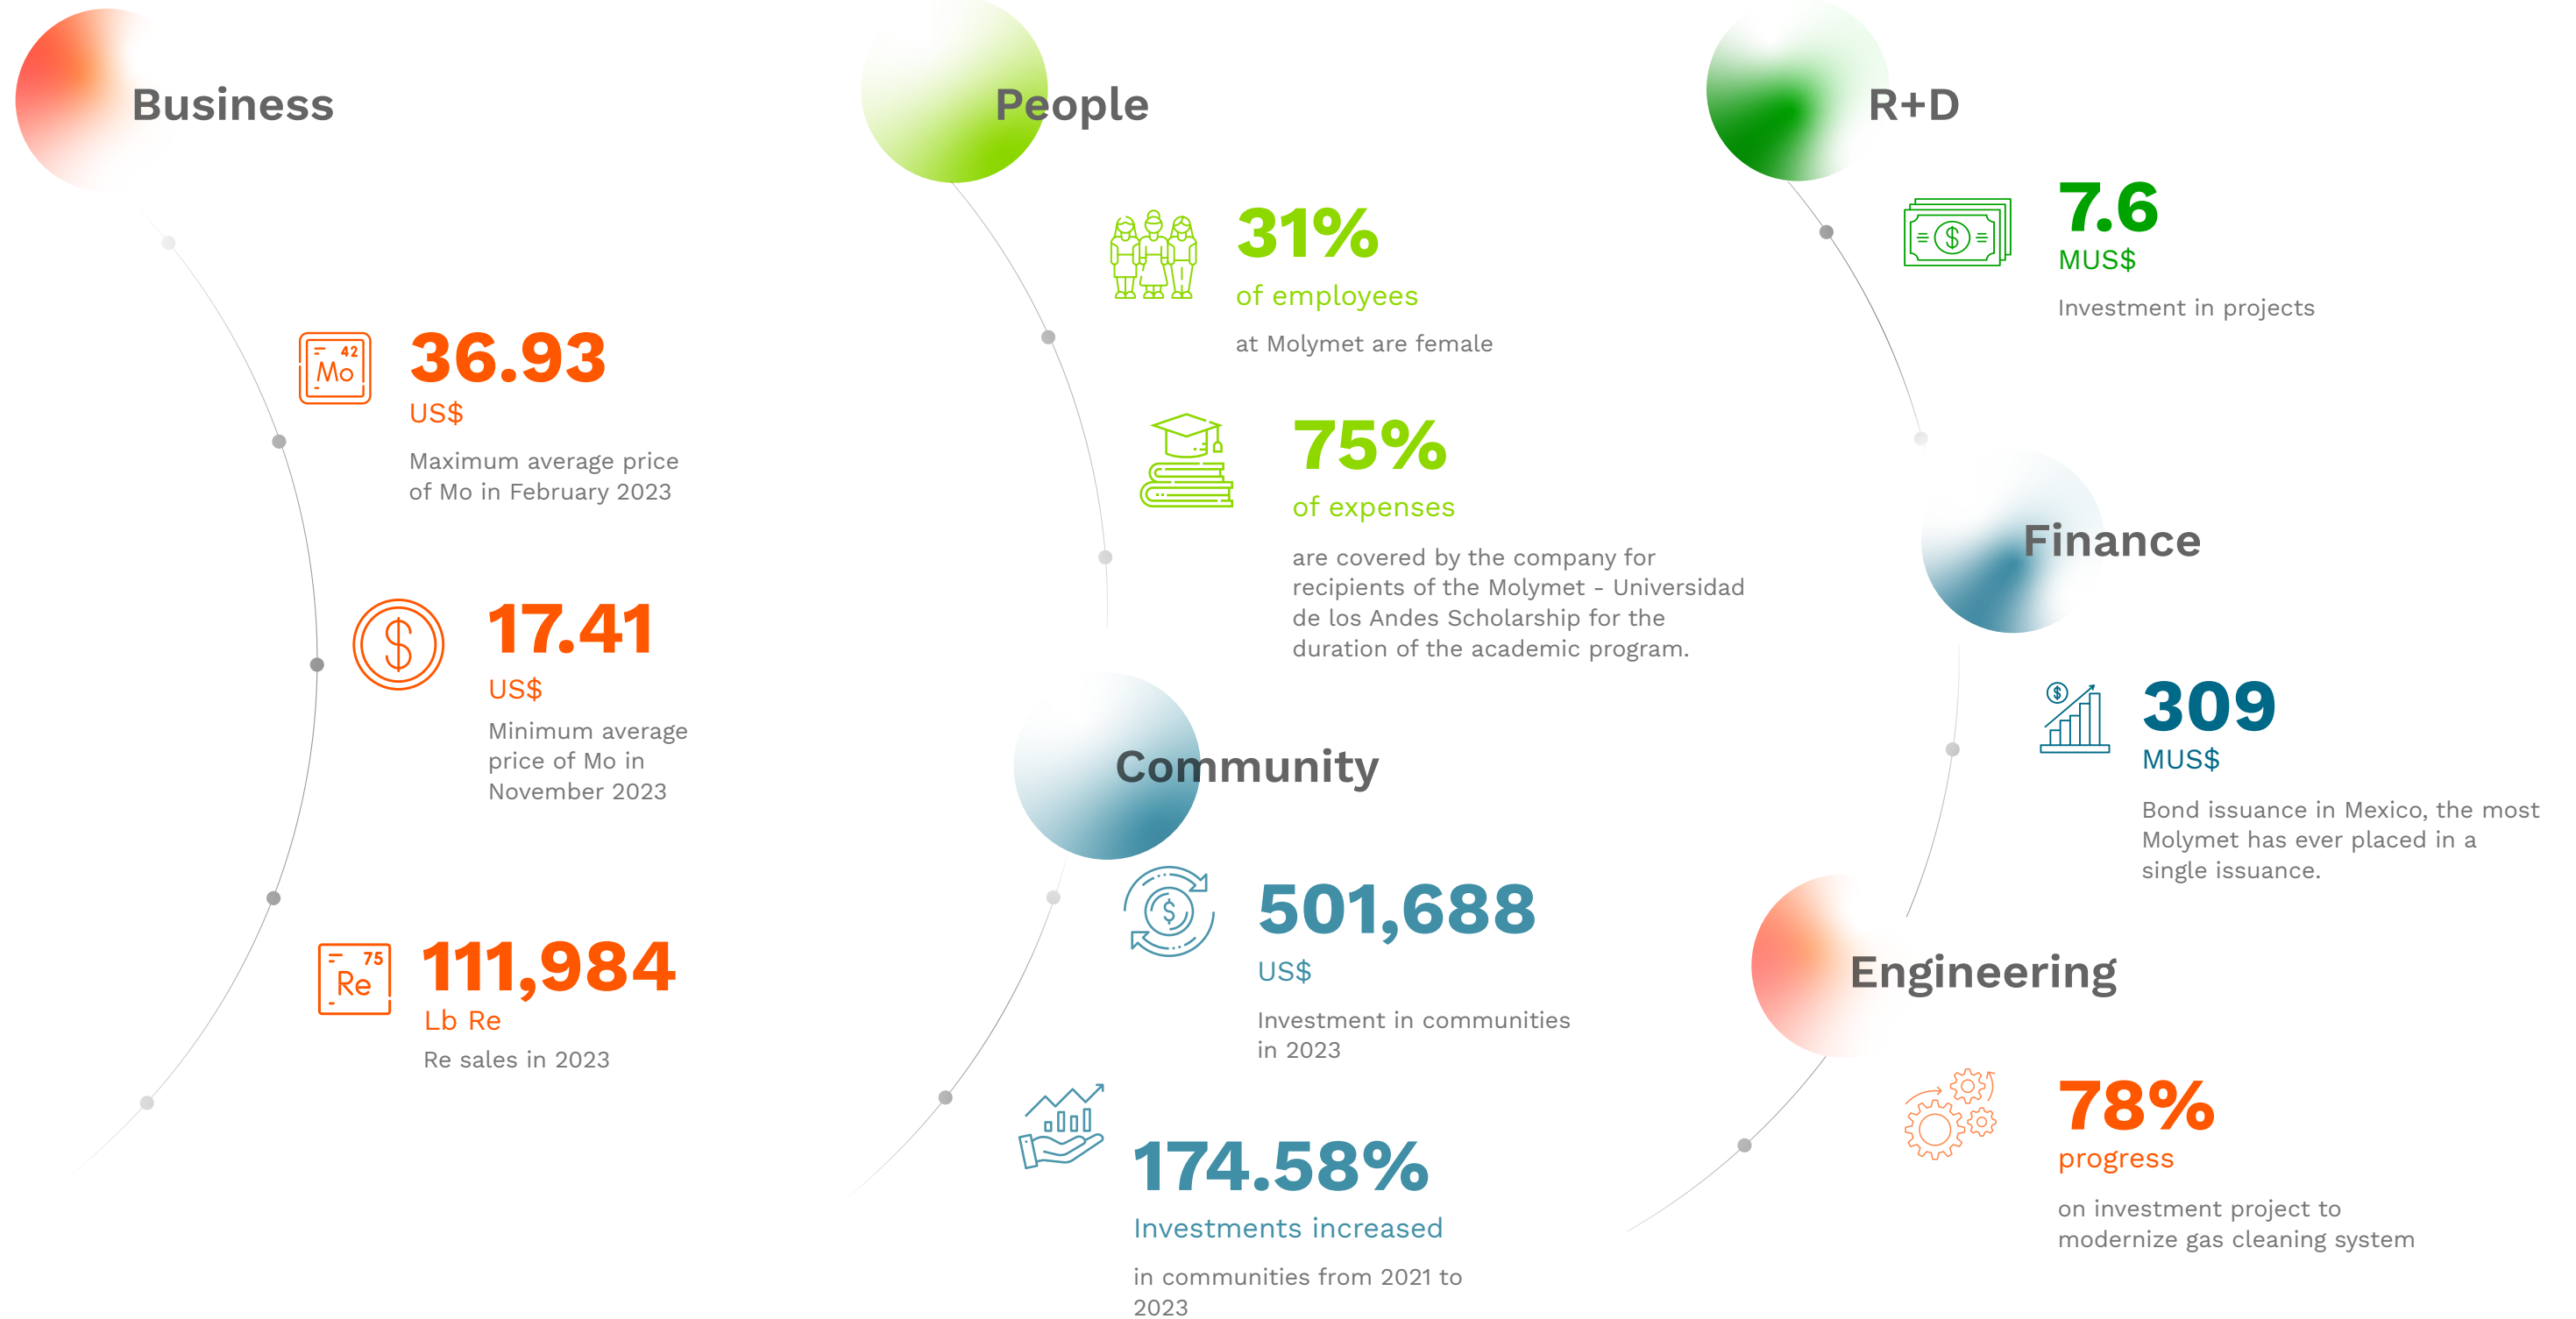 Business
42
Mo
36.93
US$
Maximum average price
of Mo in February 2023
$
17.41
US$
Minimum average
price of Mo in
November 2023
75
Re
111,984
Lb Re
Re sales in 2023
People
31%
of employees
at Molymet are female
75%
of expenses
are covered by the company for
recipients of the Molymet - Universidad
de los Andes Scholarship for the
duration of the academic program.
Community
$
501,688
US$
Investment in communities
in 2023
174.58%
Investments increased
in communities from 2021 to
2023
R+D
$
7.6
MUS$
Investment in projects
Finance
$
309
MUS$
Bond issuance in Mexico, the most
Molymet has ever placed in a
single issuance.
Engineering
78%
progress
on investment project to
modernize gas cleaning system